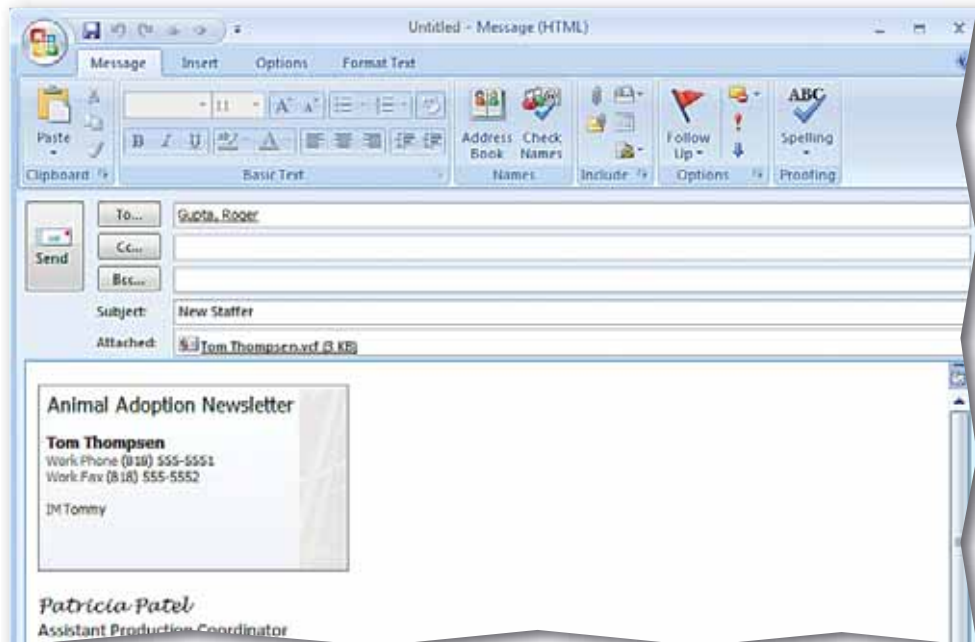 Untitled - Message (HTML)
Message Insert Options Format Text
Paste
11
A A
B I U ab A
Address Book
Check Names
Follow Up
ABC
Spelling
Clipboard Basic Text Names Include Options Proofing
Send
To... Gupta, Roger
Cc...
Bcc...
Subject: New Staffer
Attached: Tom Thompsen.vcf (3 KB)
Animal Adoption Newsletter
Tom Thompsen
Work Phone (818) 555-5551
Work Fax (818) 555-5552
IM Tommy
Patricia Patel
Assistant Production Coordinator